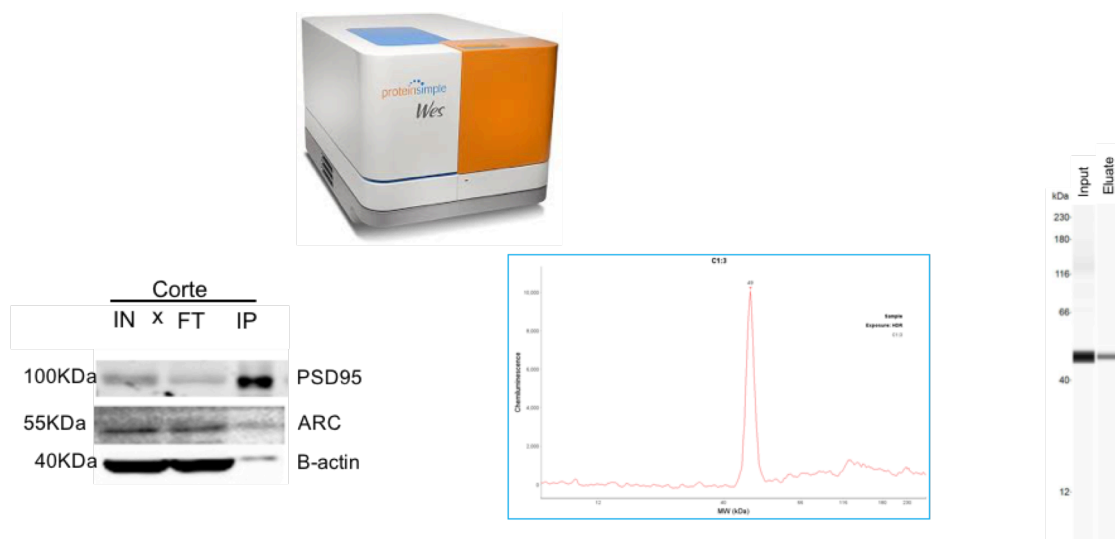 proteinsimple
Wes
Corte
IN x FT IP
100KDa PSD95
55KDa ARC
40KDa B-actin
C1:3
49
Sample
Exposure: HDR
10,000
8,000
6,000
4,000
2,000
0
Chemiluminescence
12 40 66 116 180 230
MW (kDa)
Input Eluate
kDa
230
180
116
66
40
12